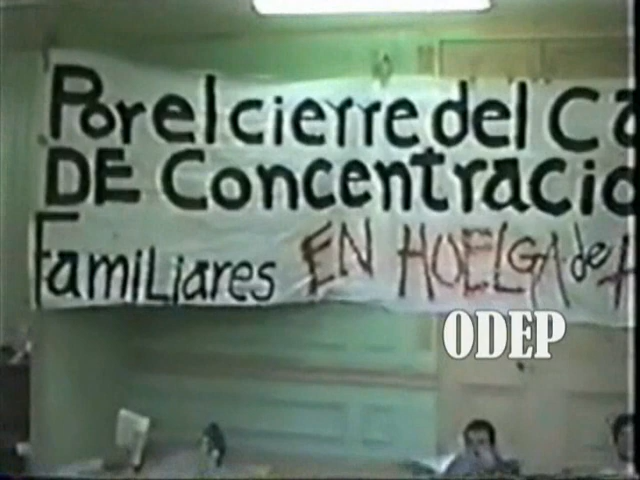 Por el cierre del Ca
DE Concentracio
Familiares EN HUELGA de H
ODEP